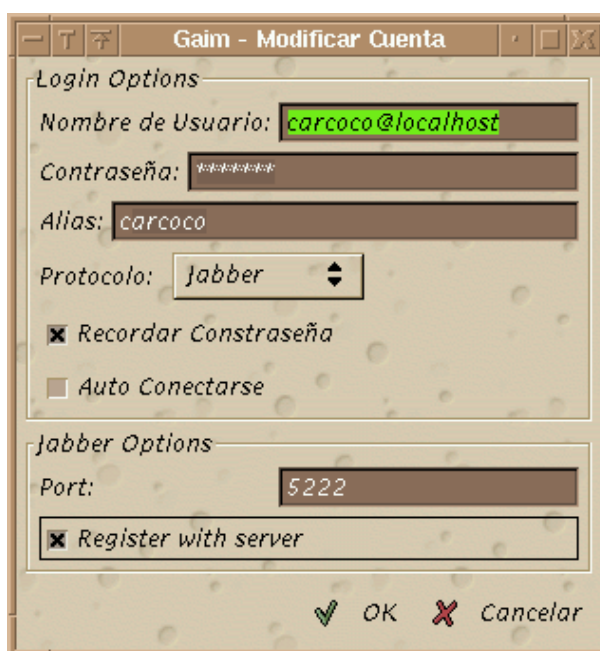 Gaim - Modificar Cuenta
Login Options
Nombre de Usuario: carcoco@localhost
Contraseña: *******
Alias: carcoco
Protocolo: Jabber
Recordar Constraseña
Auto Conectarse
Jabber Options
Port: 5222
Register with server
OK Cancelar